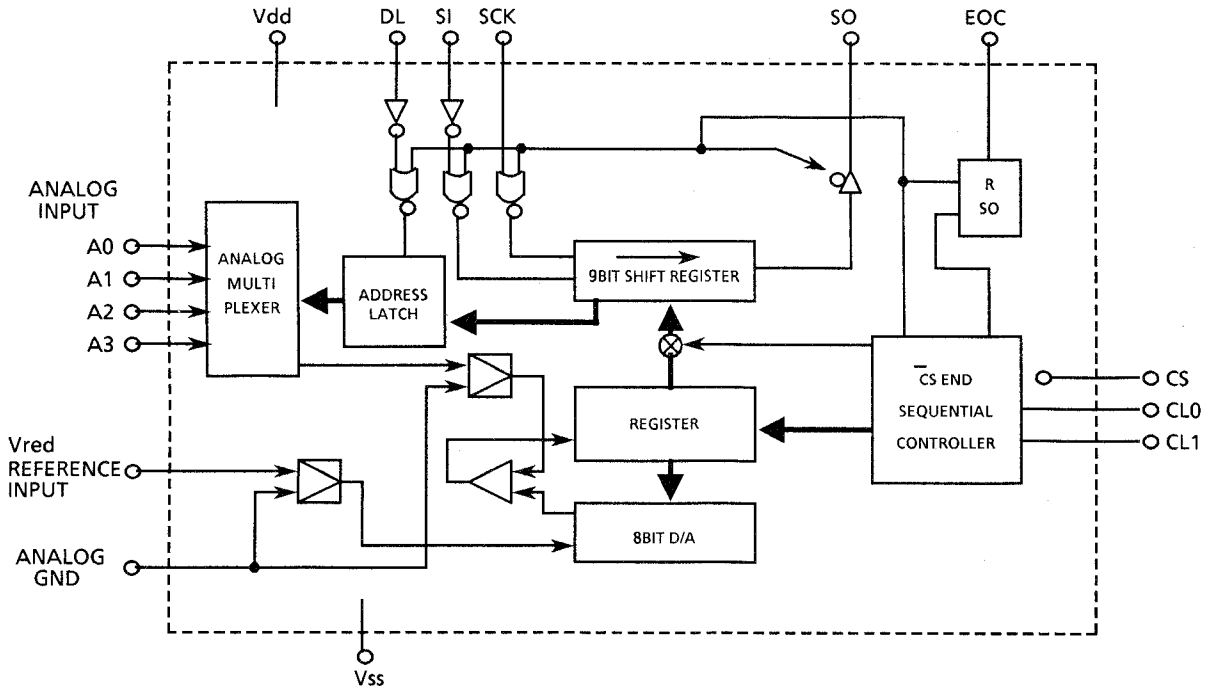 Vdd
DL
SI
SCK
SO
EOC
ANALOG
INPUT
A0
A1
A2
A3
ANALOG
MULTI
PLEXER
ADDRESS
LATCH
9BIT SHIFT REGISTER
R
SO
CS END
SEQUENTIAL
CONTROLLER
CS
CL0
CL1
REGISTER
8BIT D/A
Vred
REFERENCE
INPUT
ANALOG
GND
Vss